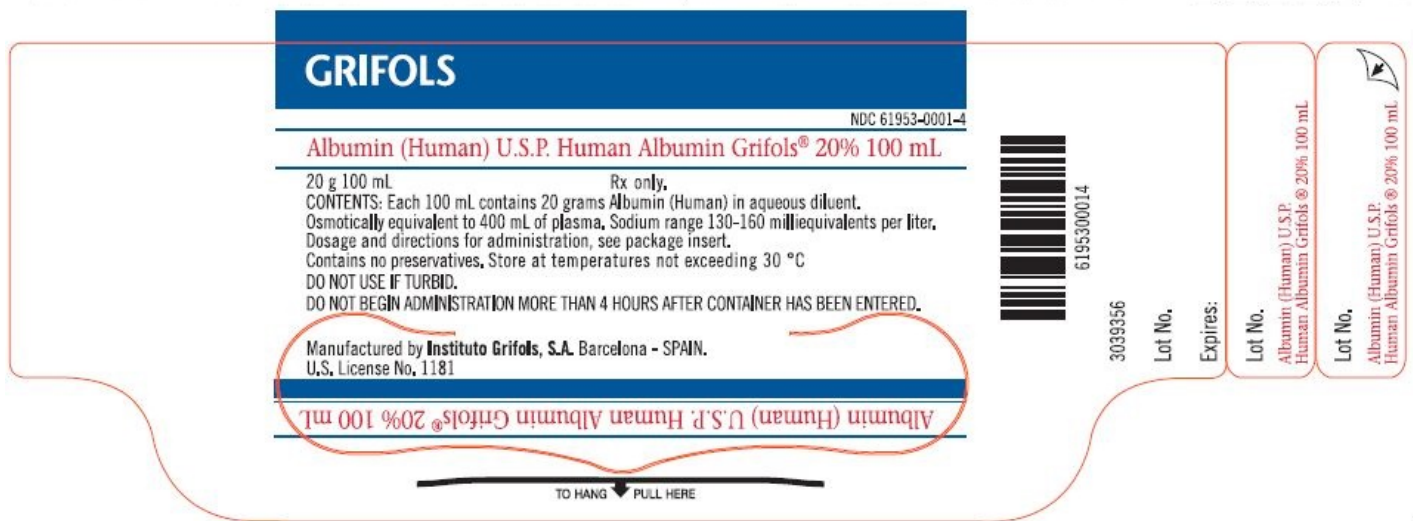 GRIFOLS
NDC 61953-0001-4
Albumin (Human) U.S.P. Human Albumin Grifols® 20% 100 mL
20 g 100 mL Rx only.
CONTENTS: Each 100 mL contains 20 grams Albumin (Human) in aqueous diluent.
Osmotically equivalent to 400 mL of plasma. Sodium range 130-160 milliequivalents per liter.
Dosage and directions for administration, see package insert.
Contains no preservatives. Store at temperatures not exceeding 30 °C
DO NOT USE IF TURBID.
DO NOT BEGIN ADMINISTRATION MORE THAN 4 HOURS AFTER CONTAINER HAS BEEN ENTERED.
Manufactured by Instituto Grifols, S.A. Barcelona - SPAIN.
U.S. License No. 1181
Albumin (Human) U.S.P. Human Albumin Grifols® 20% 100 mL
TO HANG PULL HERE
6195300014
3039356
Lot No.
Expires:
Lot No.
Albumin (Human) U.S.P.
Human Albumin Grifols ® 20% 100 mL
Lot No.
Albumin (Human) U.S.P.
Human Albumin Grifols ® 20% 100 mL